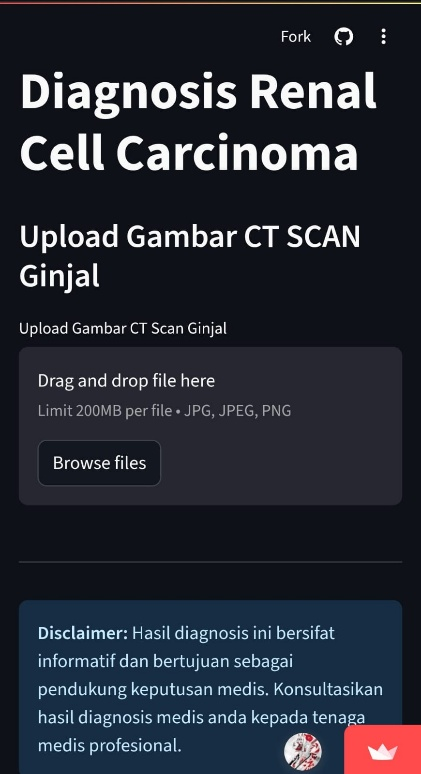 Fork
Diagnosis Renal
Cell Carcinoma
Upload Gambar CT SCAN
Ginjal
Upload Gambar CT Scan Ginjal
Drag and drop file here
Limit 200MB per file • JPG, JPEG, PNG
Browse files
Disclaimer: Hasil diagnosis ini bersifat
informatif dan bertujuan sebagai
pendukung keputusan medis. Konsultasikan
hasil diagnosis medis anda kepada tenaga
medis profesional.